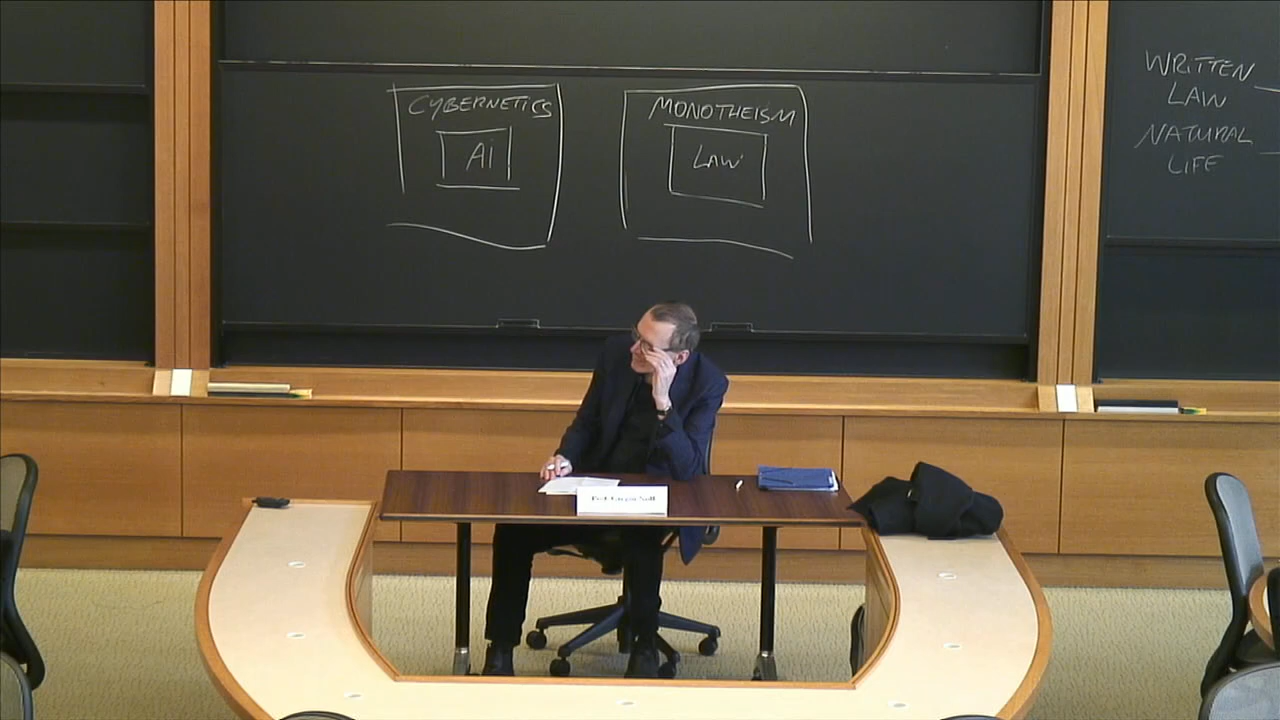 CYBERNETICS
Ai
MONOTHEISM
LAW
WRITTEN
LAW
NATURAL
LIFE